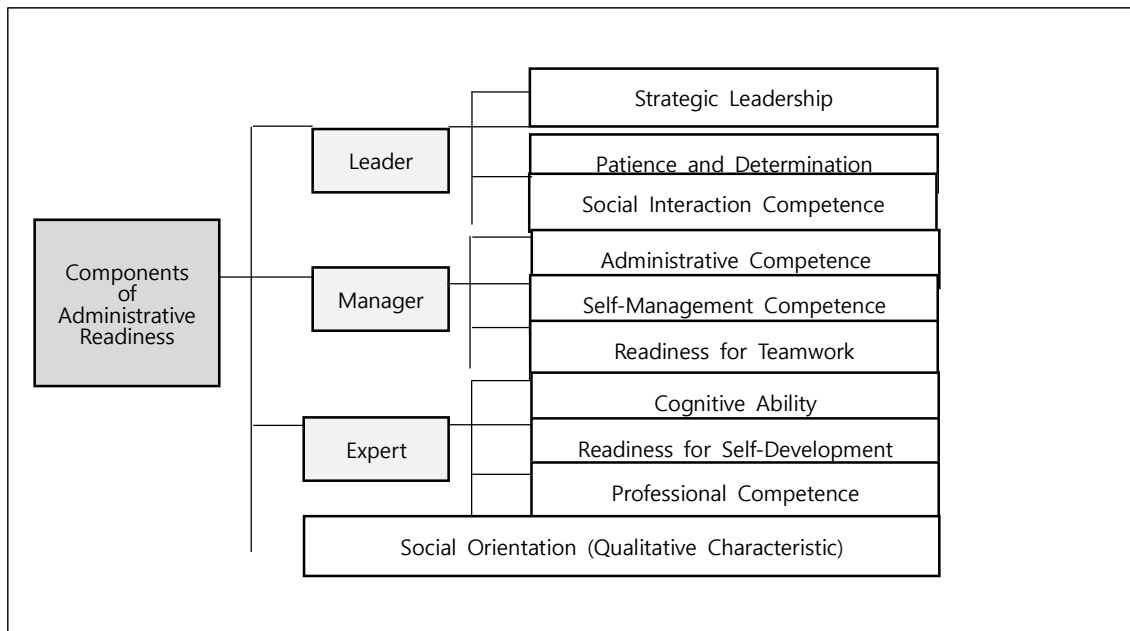 Components
of
Administrative
Readiness
Leader
Strategic Leadership
Patience and Determination
Social Interaction Competence
Manager
Administrative Competence
Self-Management Competence
Readiness for Teamwork
Expert
Cognitive Ability
Readiness for Self-Development
Professional Competence
Social Orientation (Qualitative Characteristic)